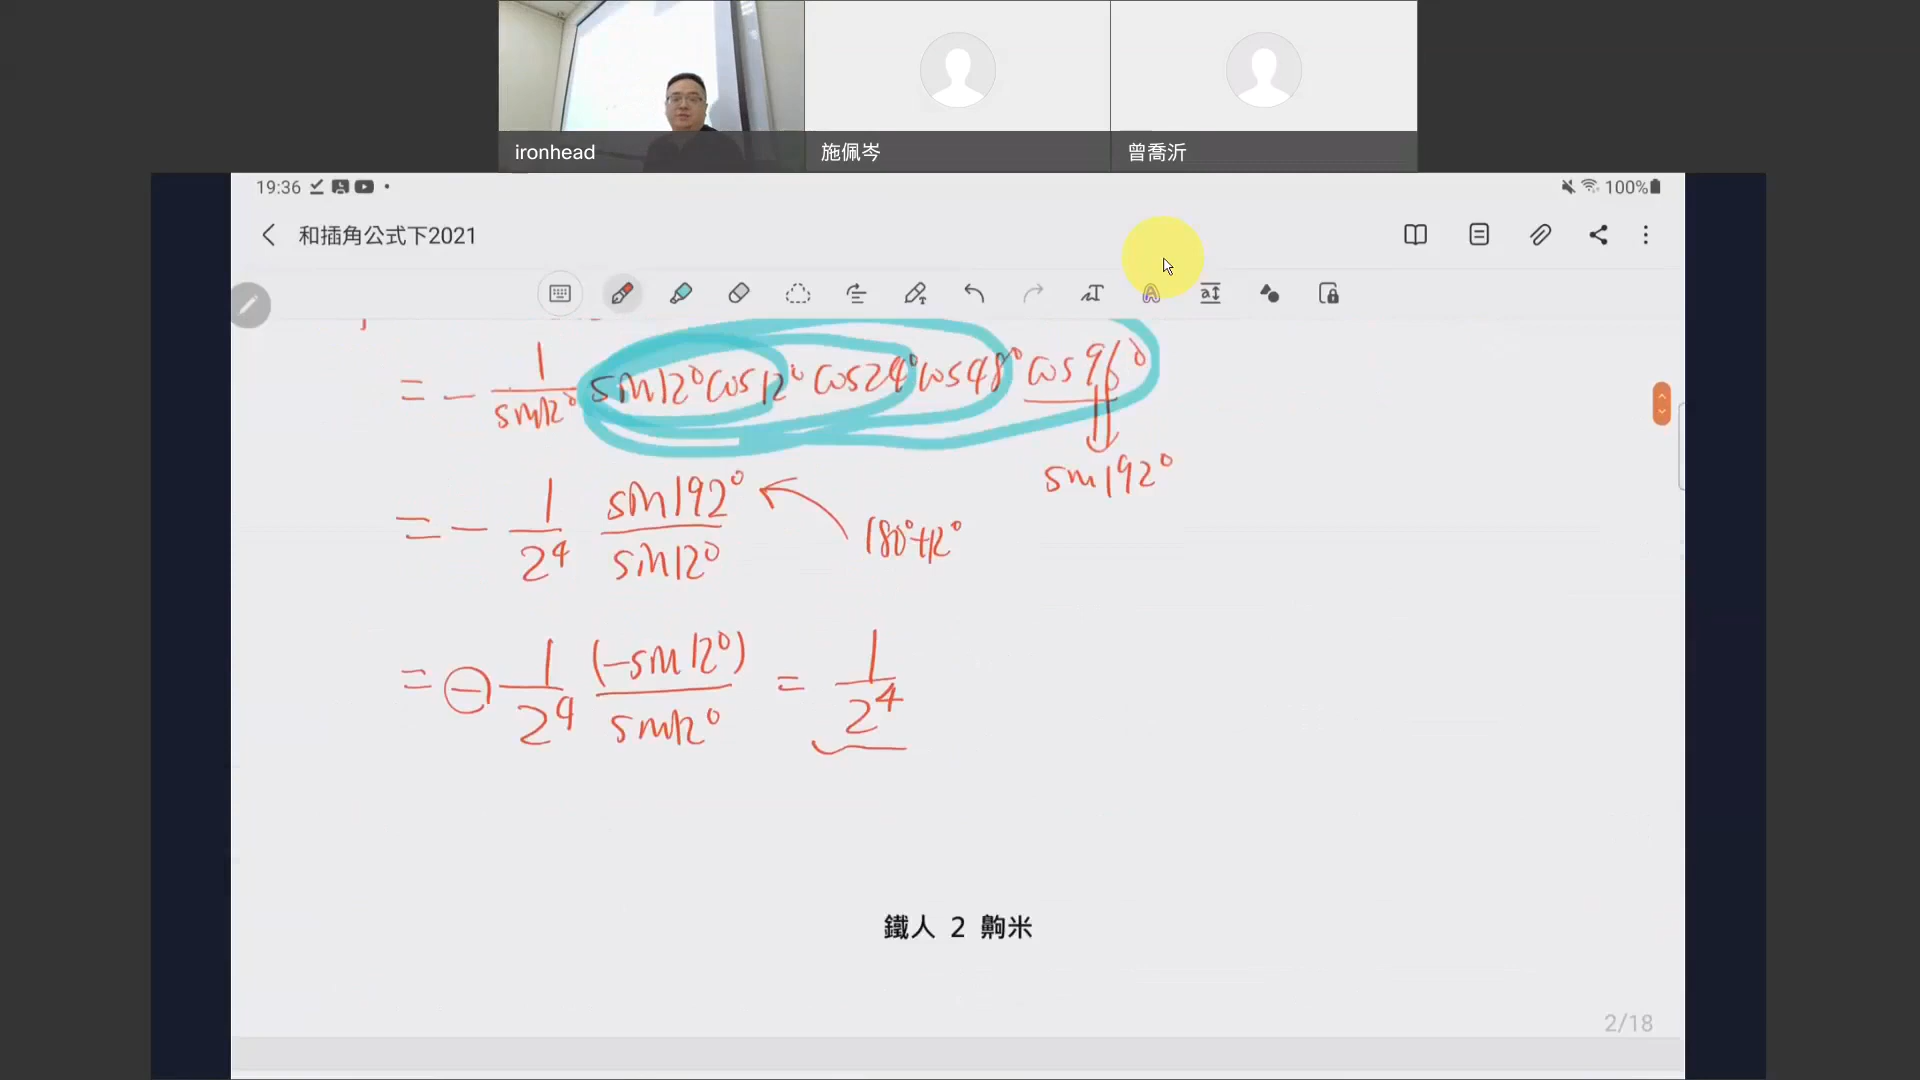 ironhead
施佩岑
曾喬沂
19:36
100%
和插角公式下2021
= - 1/sin12° sin12° cos12° cos24° cos48° cos96°
sin192°
= - 1/2⁴ sin192°/sin12°
180°+12°
= - 1/2⁴ (-sin12°)/sin12° = 1/2⁴
鐵人 2 齁米
2/18